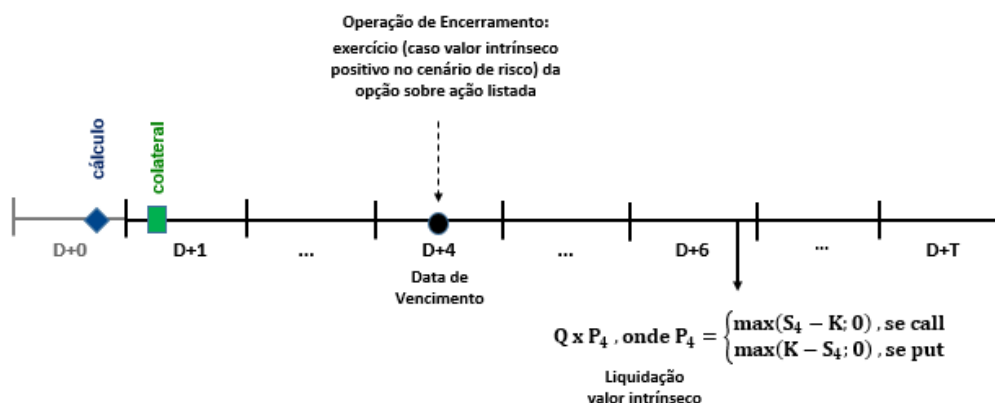 Operação de Encerramento:
exercício (caso valor intrínseco
positivo no cenário de risco) da
opção sobre ação listada
cálculo
colateral
D+0
D+1
...
D+4
...
D+6
...
D+T
Data de
Vencimento
Q x P₄ , onde P₄ = { max(S₄ − K; 0) , se call
max(K − S₄; 0) , se put
Liquidação
valor intrínseco